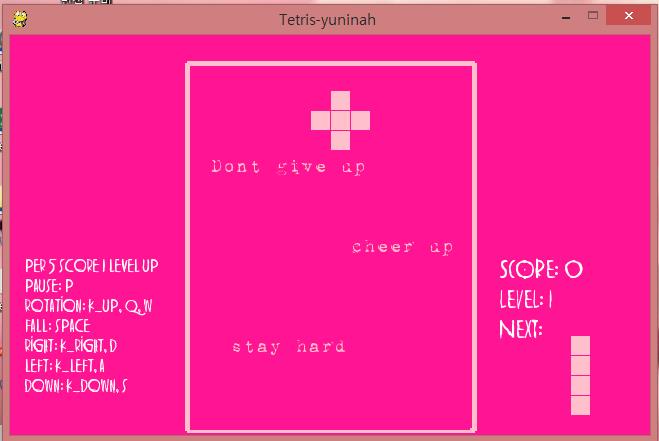 Tetris-yuninah
Dont give up
cheer up
stay hard
PER 5 SCORE 1 LEVEL UP
PAUSE: P
ROTATION: K_UP, Q, W
FALL: SPACE
RIGHT: K_RIGHT, D
LEFT: K_LEFT, A
DOWN: K_DOWN, S
SCORE: 0
LEVEL: 1
NEXT: